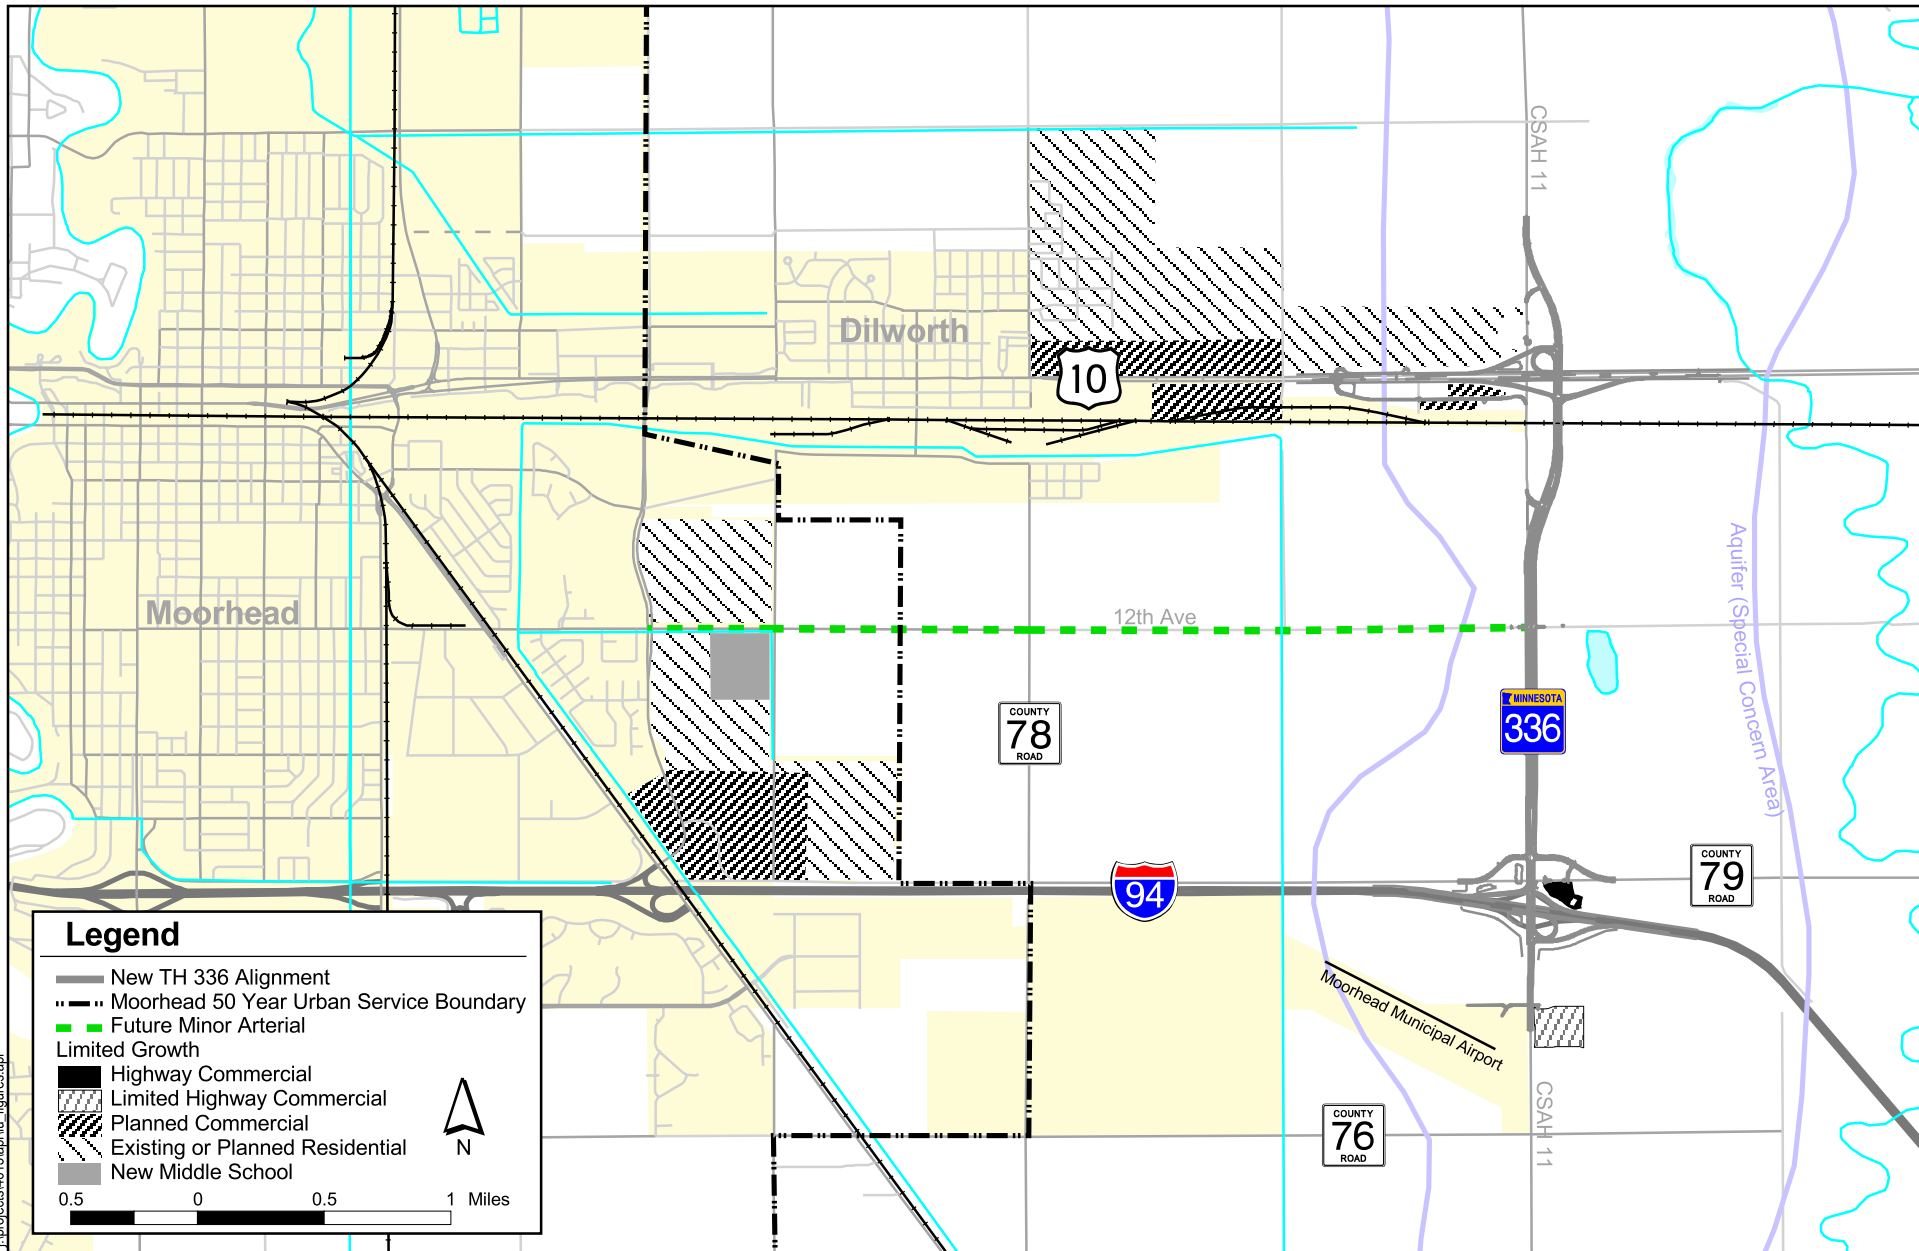 CSAH 11
Dilworth
10
12th Ave
Moorhead
Aquifer (Special Concern Area)
MINNESOTA
336
COUNTY
78
ROAD
COUNTY
79
ROAD
94
Moorhead Municipal Airport
CSAH 11
COUNTY
76
ROAD
Legend
New TH 336 Alignment
Moorhead 50 Year Urban Service Boundary
Future Minor Arterial
Limited Growth
Highway Commercial
Limited Highway Commercial
Planned Commercial
Existing or Planned Residential
New Middle School
N
0.5 0 0.5 1 Miles